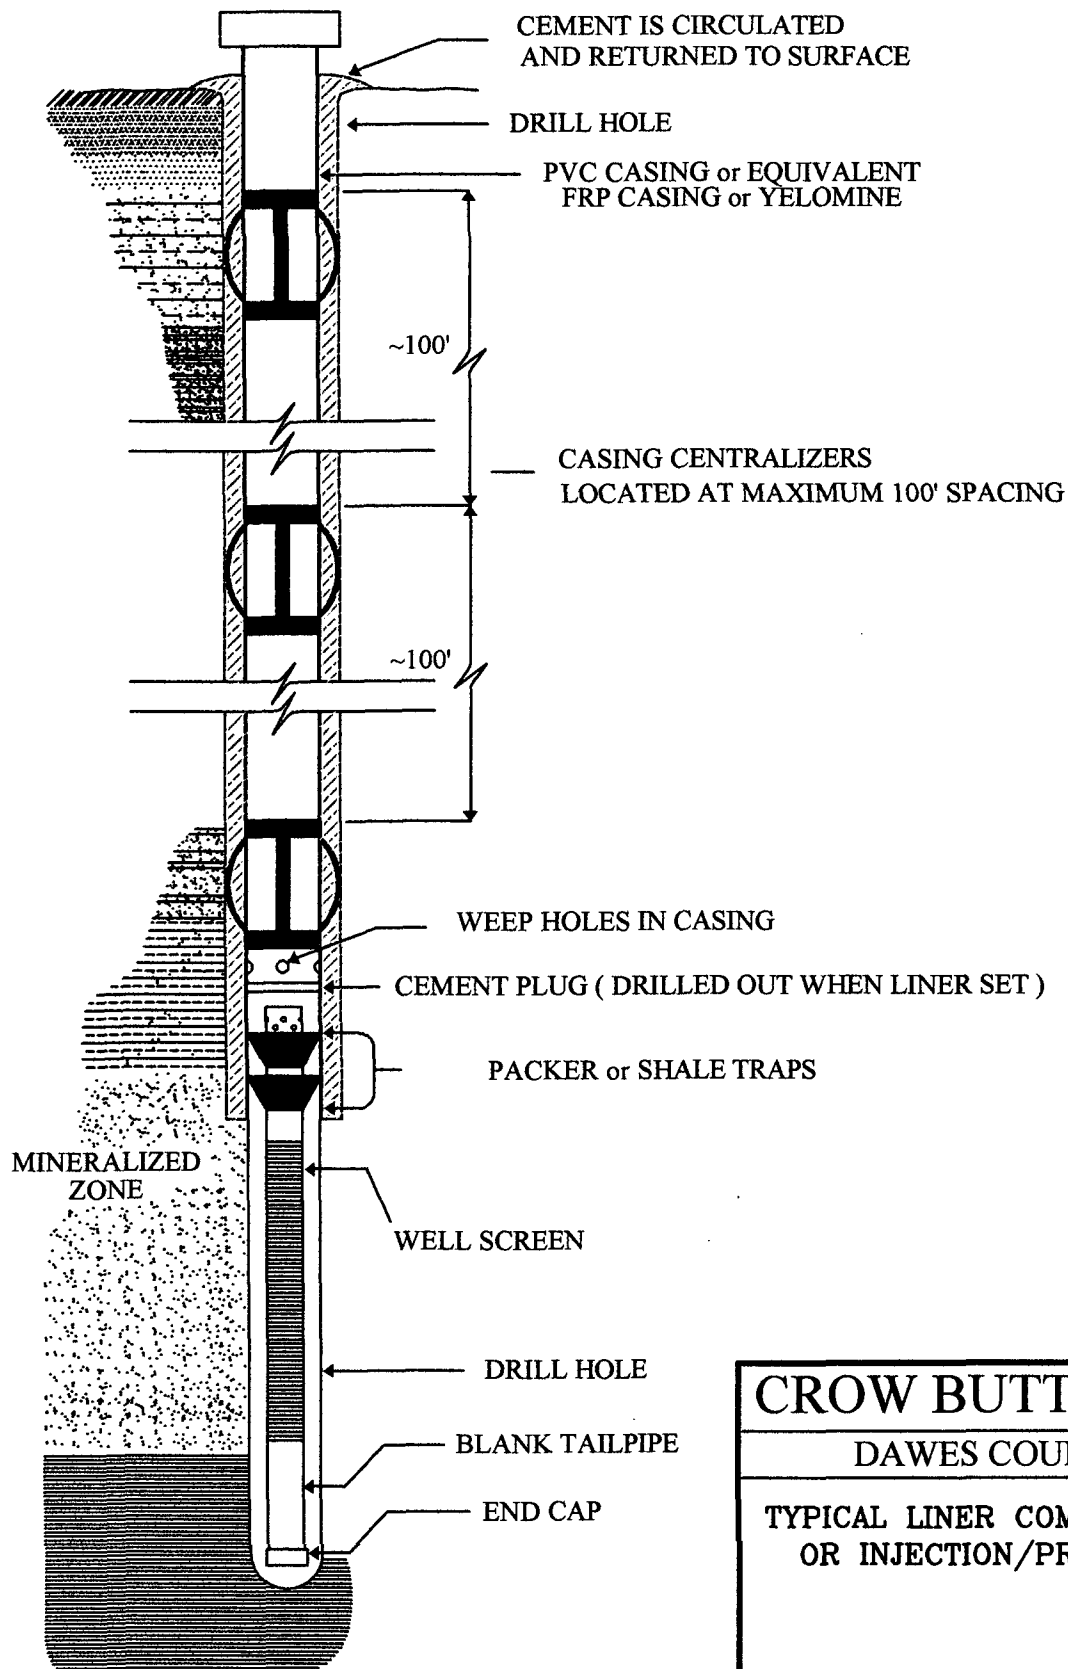 CEMENT IS CIRCULATED
AND RETURNED TO SURFACE
DRILL HOLE
PVC CASING or EQUIVALENT
FRP CASING or YELOMINE
~100'
CASING CENTRALIZERS
LOCATED AT MAXIMUM 100' SPACING
~100'
WEEP HOLES IN CASING
CEMENT PLUG ( DRILLED OUT WHEN LINER SET )
PACKER or SHALE TRAPS
MINERALIZED
ZONE
WELL SCREEN
DRILL HOLE
BLANK TAILPIPE
END CAP
CROW BUTT
DAWES COU
TYPICAL LINER COM
OR INJECTION/PR